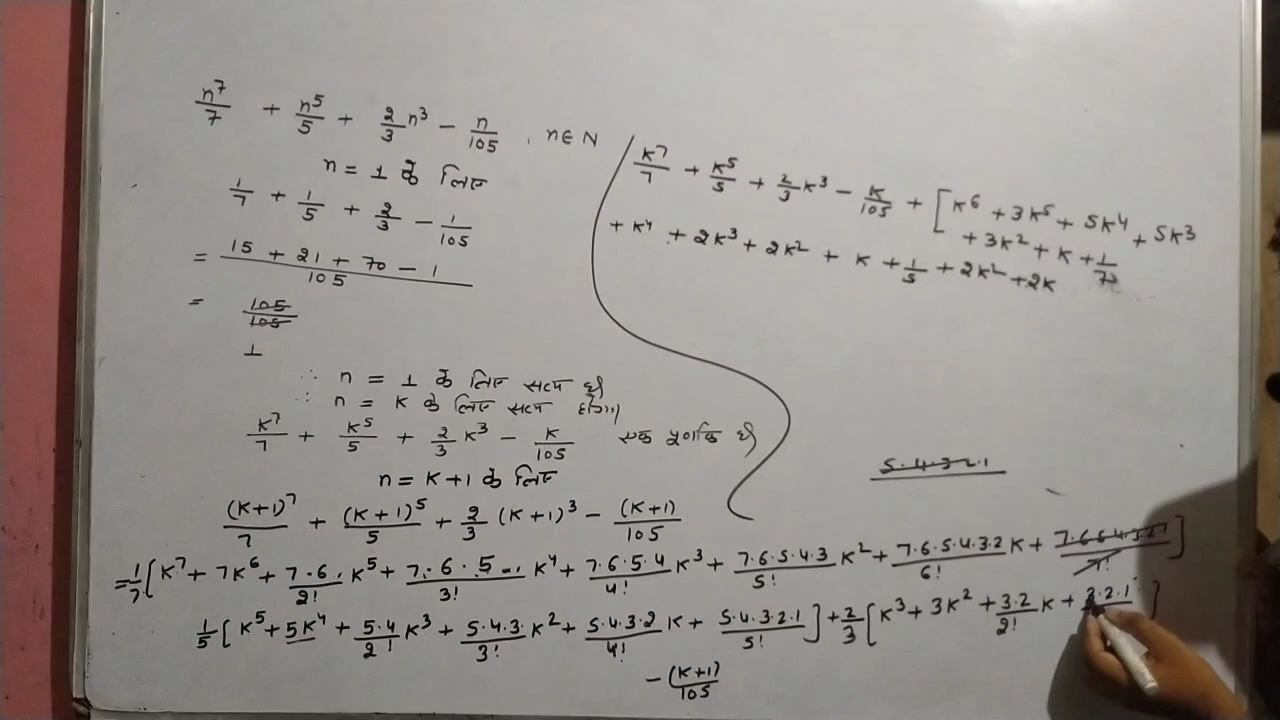 n⁷/7 + n⁵/5 + 2/3 n³ − n/105 , n∈N
n = 1 के लिए
1/7 + 1/5 + 2/3 − 1/105
= (15 + 21 + 70 − 1)/105
= 105/105
1
∴ n = 1 के लिए सत्य है
∴ n = K के लिए सत्य होगा
K⁷/7 + K⁵/5 + 2/3 K³ − K/105 एक पूर्णांक है
n = K+1 के लिए
(K+1)⁷/7 + (K+1)⁵/5 + 2/3 (K+1)³ − (K+1)/105
= 1/7 [K⁷ + 7K⁶ + 7·6/2! K⁵ + 7·6·5/3! K⁴ + 7·6·5·4/4! K³ + 7·6·5·4·3/5! K² + 7·6·5·4·3·2/6! K + 7·6·5·4·3·2·1/7!]
1/5 [K⁵ + 5K⁴ + 5·4/2! K³ + 5·4·3/3! K² + 5·4·3·2/4! K + 5·4·3·2·1/5!] + 2/3 [K³ + 3K² + 3·2/2! K + 3·2·1]
− (K+1)/105
K⁷/7 + K⁵/5 + 2/3 K³ − K/105 + [K⁶ + 3K⁵ + 5K⁴ + 5K³
+ 3K² + K + 1/7
+ K⁴ + 2K³ + 2K² + K + 1/5 + 2K² + 2K
5·4·3·2·1